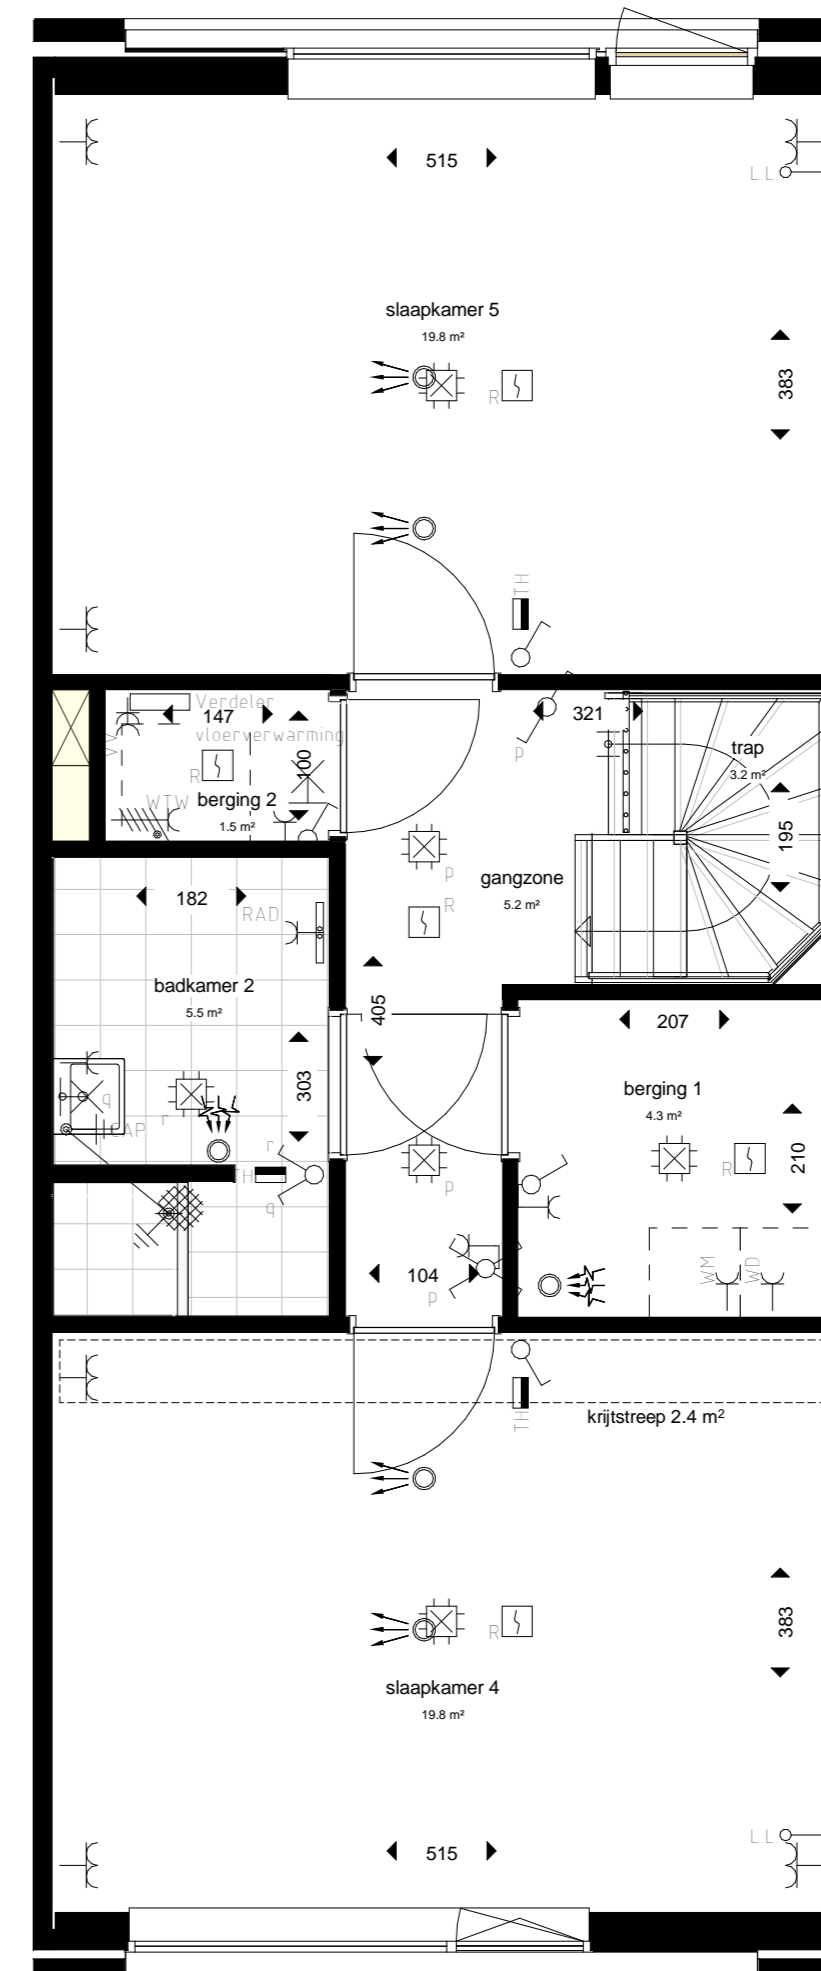 515
L.L.
slaapkamer 5
19.8 m²
383
R
TH
Verdeler
vloerverwarming
147
100
321
p
trap
3.2 m²
R
WTW
berging 2
1.5 m²
195
p
gangzone
5.2 m²
R
182
RAD
badkamer 2
5.5 m²
405
207
303
berging 1
4.3 m²
q
r
CAP
210
R
p
r
TH
q
WM
WD
104
p
krijtstreep 2.4 m²
TH
383
R
slaapkamer 4
19.8 m²
L.L.
515